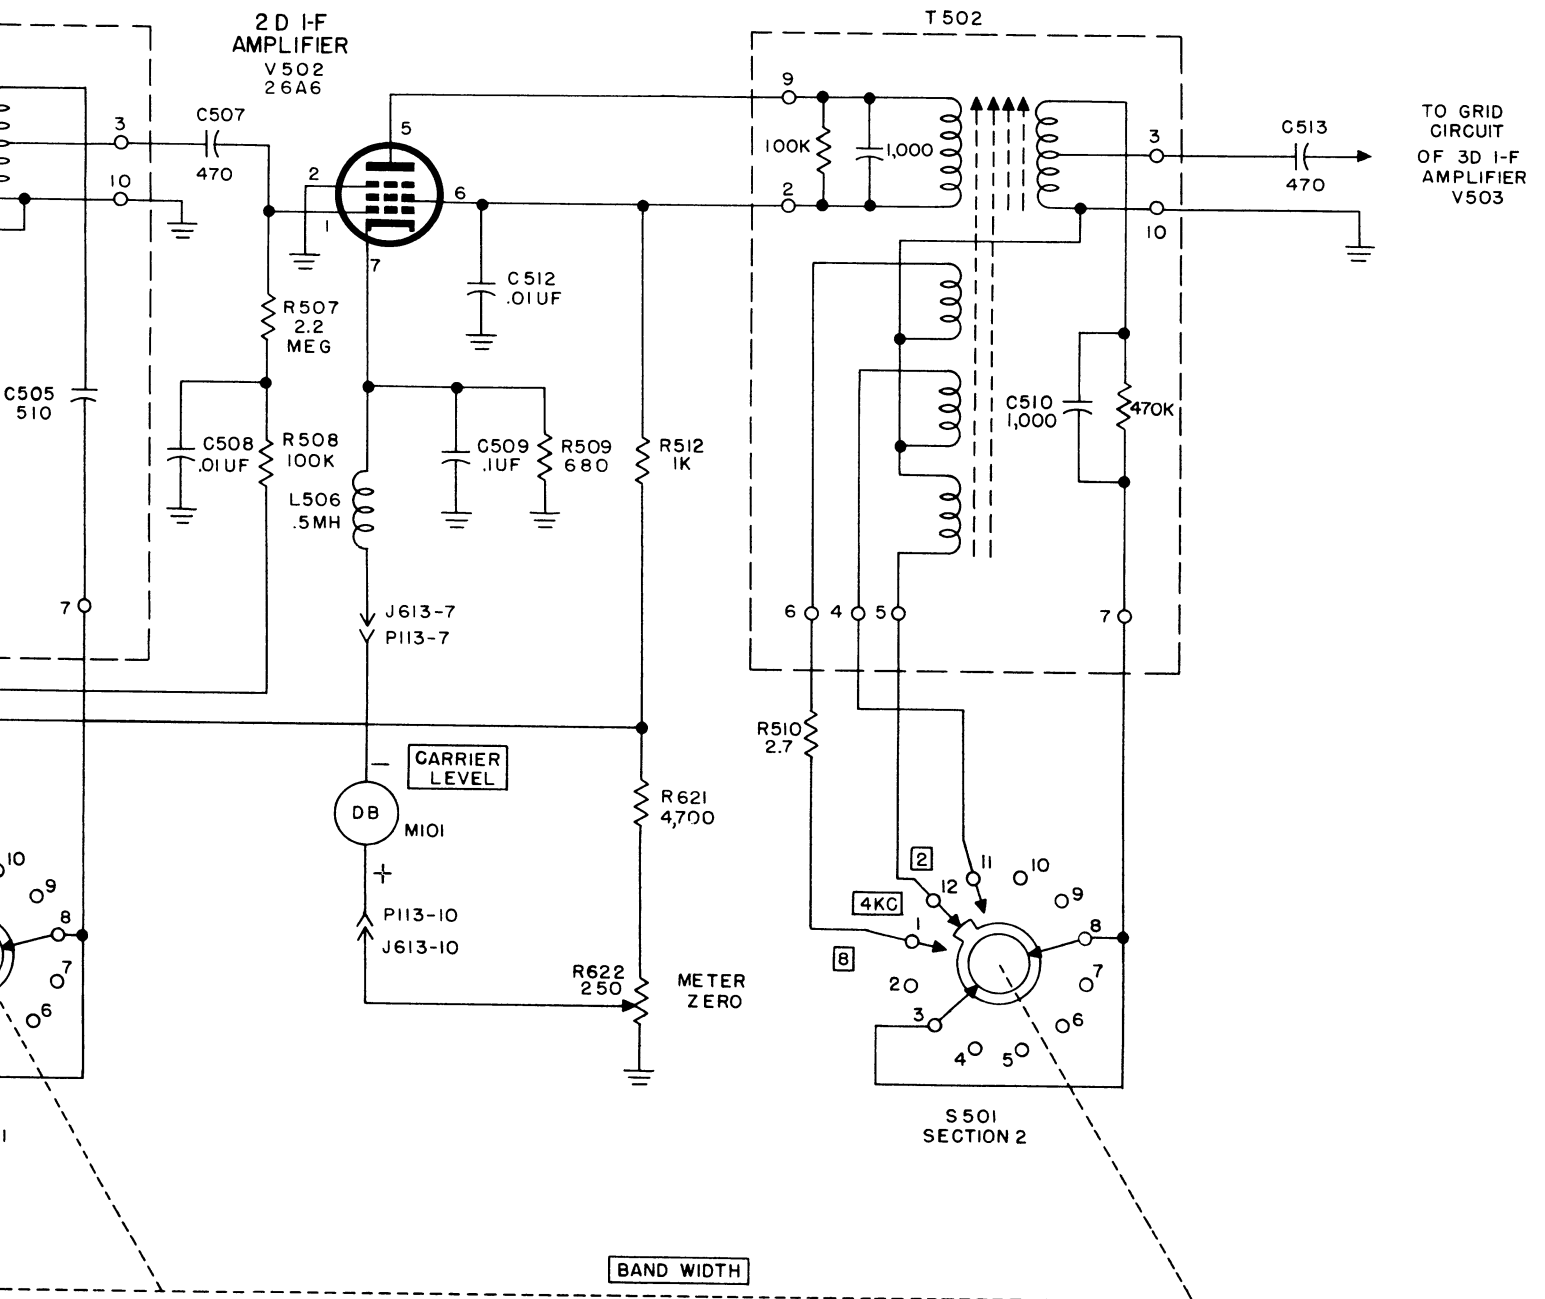 2D I-F
AMPLIFIER
V502
26A6
T502
C507
470
3
10
5
2
1
6
7
9
2
100K
1,000
3
10
C513
470
TO GRID
CIRCUIT
OF 3D I-F
AMPLIFIER
V503
C512
.01UF
R507
2.2
MEG
C505
510
C508
.01UF
R508
100K
C509
.1UF
R509
680
R512
1K
L506
.5MH
C510
1,000
470K
7
J613-7
P113-7
6
4
5
7
R510
2.7
CARRIER
LEVEL
–
DB
M101
+
R621
4,700
P113-10
J613-10
R622
250
METER
ZERO
10
9
8
7
6
2
4KC
8
11
10
12
9
1
8
2
7
3
6
4
5
S501
SECTION 2
1
BAND WIDTH